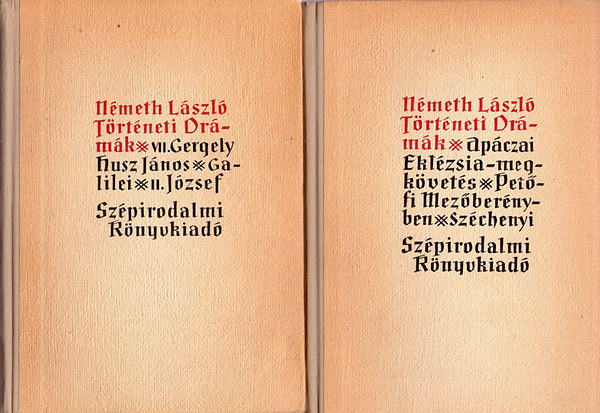 Németh László
Történeti Drá-
mák※VII.Gergely
Husz János※Ga-
lilei※II.József
Szépirodalmi
Könyvkiadó
Németh László
Történeti Drá-
mák※Apáczai
Eklézsia-meg-
követés※Pető-
fi Mezőberény-
ben※Széchenyi
Szépirodalmi
Könyvkiadó